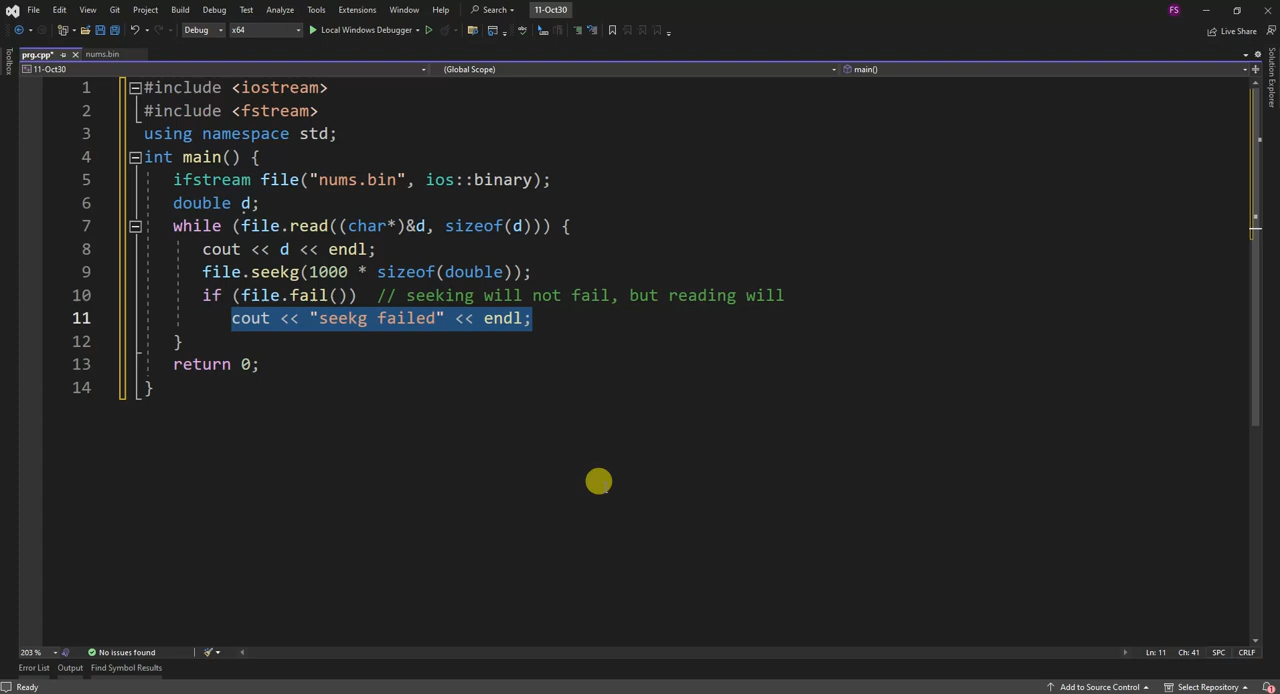 File Edit View Git Project Build Debug Test Analyze Tools Extensions Window Help Search 11-Oct30 FS
Debug x64 Local Windows Debugger Live Share
Toolbox
prg.cpp* nums.bin
11-Oct30 (Global Scope) main()
Solution Explorer
1 #include <iostream>
2 #include <fstream>
3 using namespace std;
4 int main() {
5 ifstream file("nums.bin", ios::binary);
6 double d;
7 while (file.read((char*)&d, sizeof(d))) {
8 cout << d << endl;
9 file.seekg(1000 * sizeof(double));
10 if (file.fail()) // seeking will not fail, but reading will
11 cout << "seekg failed" << endl;
12 }
13 return 0;
14 }
203 % No issues found Ln: 11 Ch: 41 SPC CRLF
Error List Output Find Symbol Results
Ready Add to Source Control Select Repository